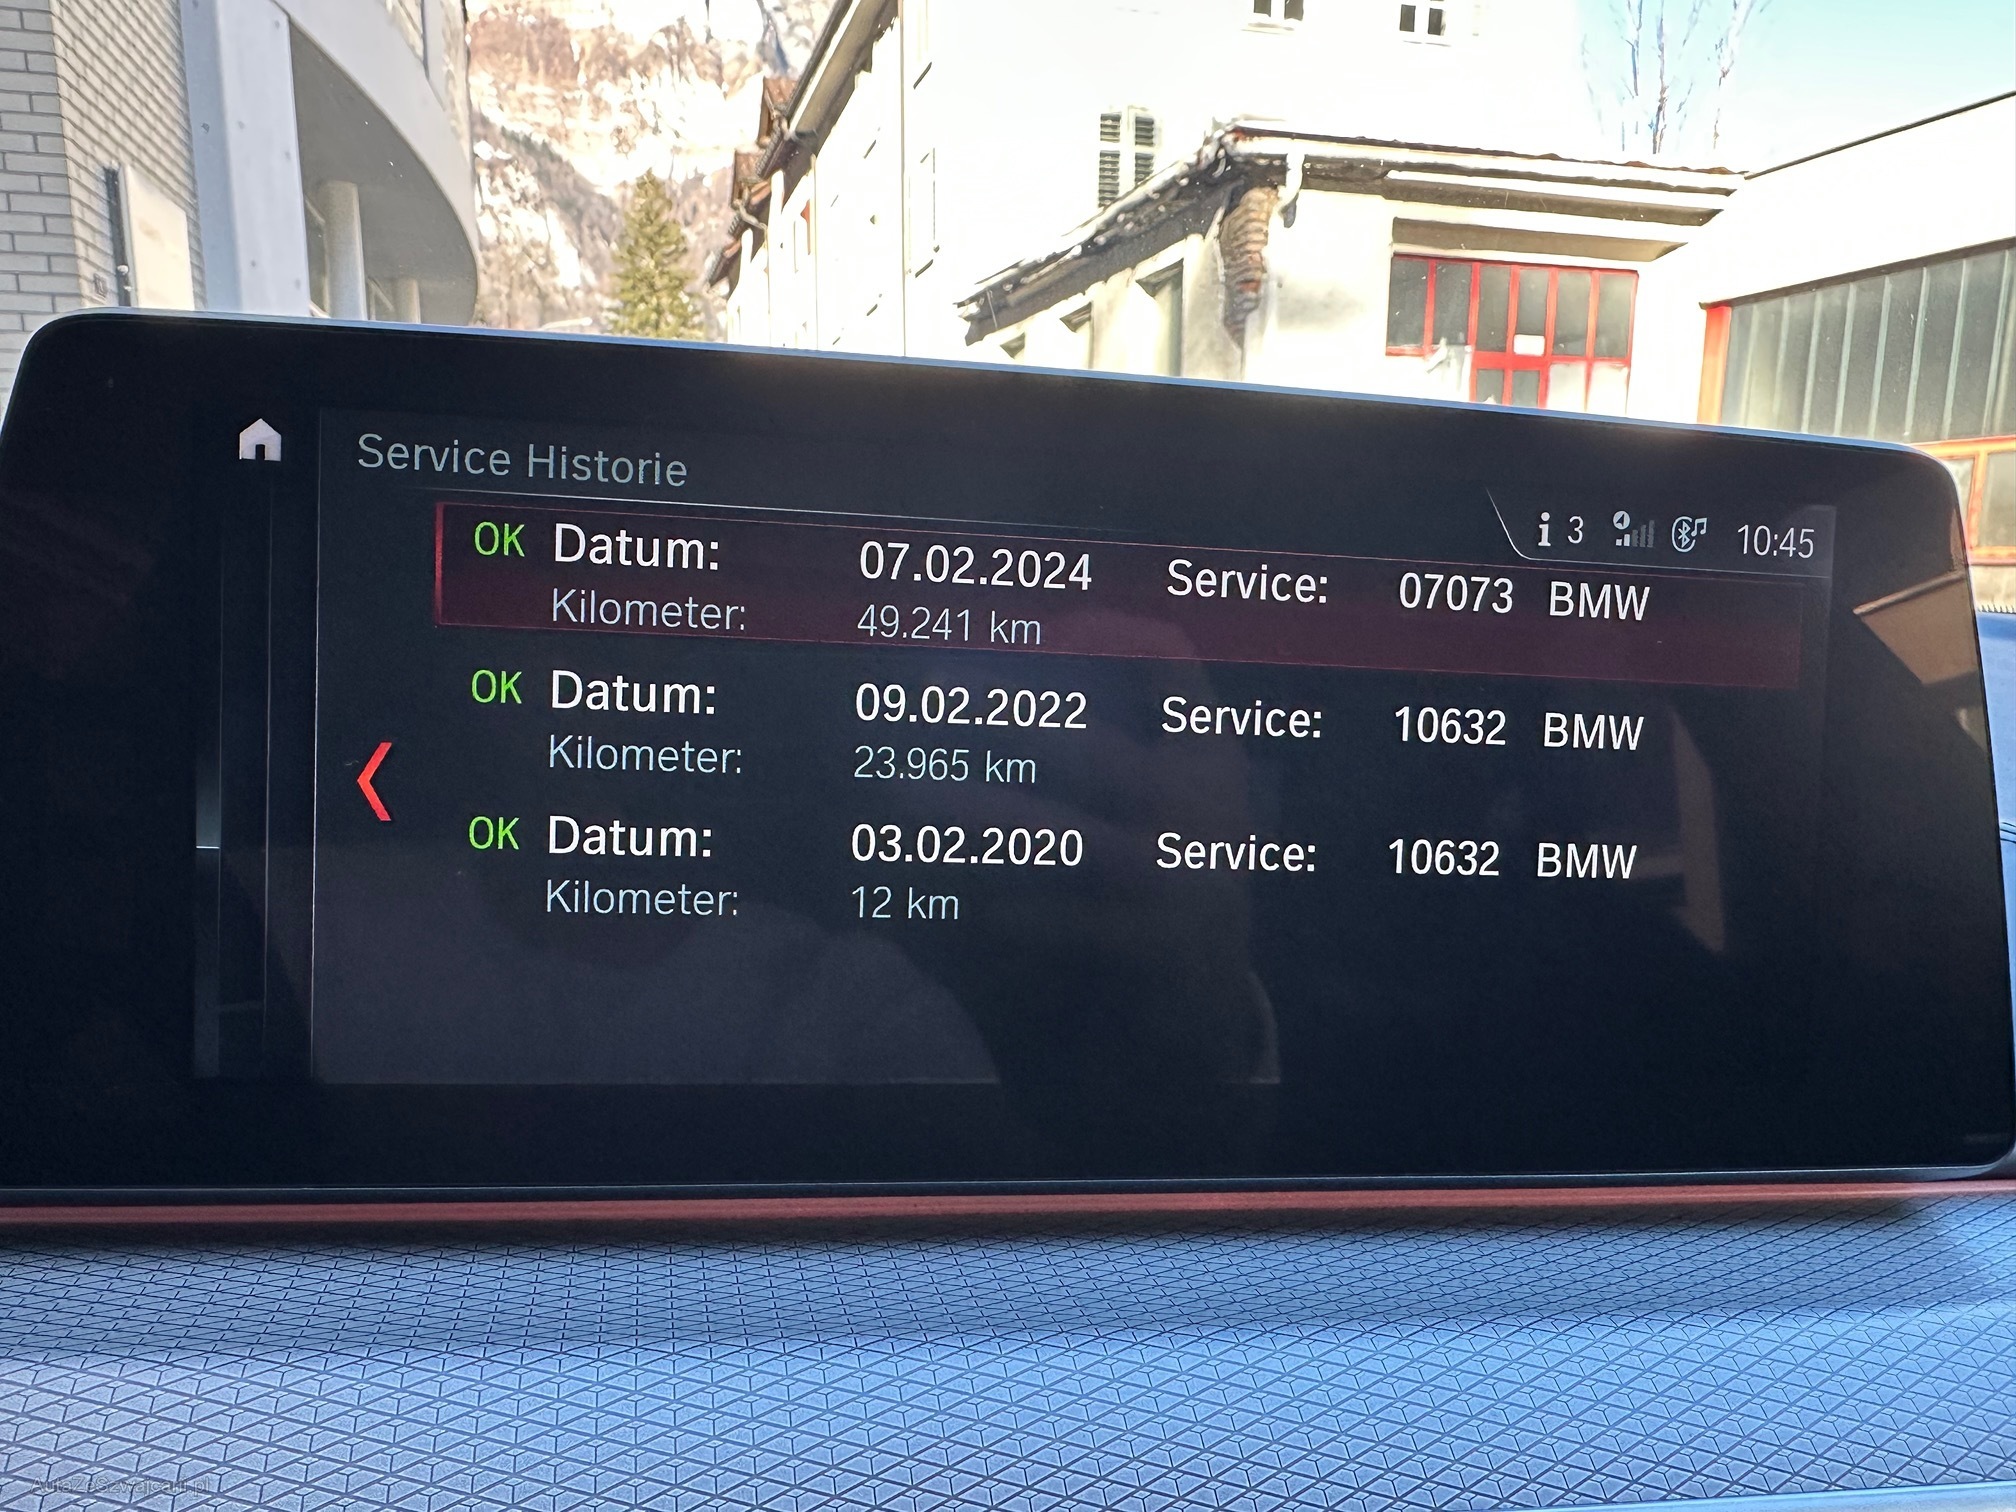 Service Historie
i 3 10:45
OK Datum: 07.02.2024 Service: 07073 BMW
Kilometer: 49.241 km
OK Datum: 09.02.2022 Service: 10632 BMW
Kilometer: 23.965 km
OK Datum: 03.02.2020 Service: 10632 BMW
Kilometer: 12 km
AutaZeSzwajcarii.pl